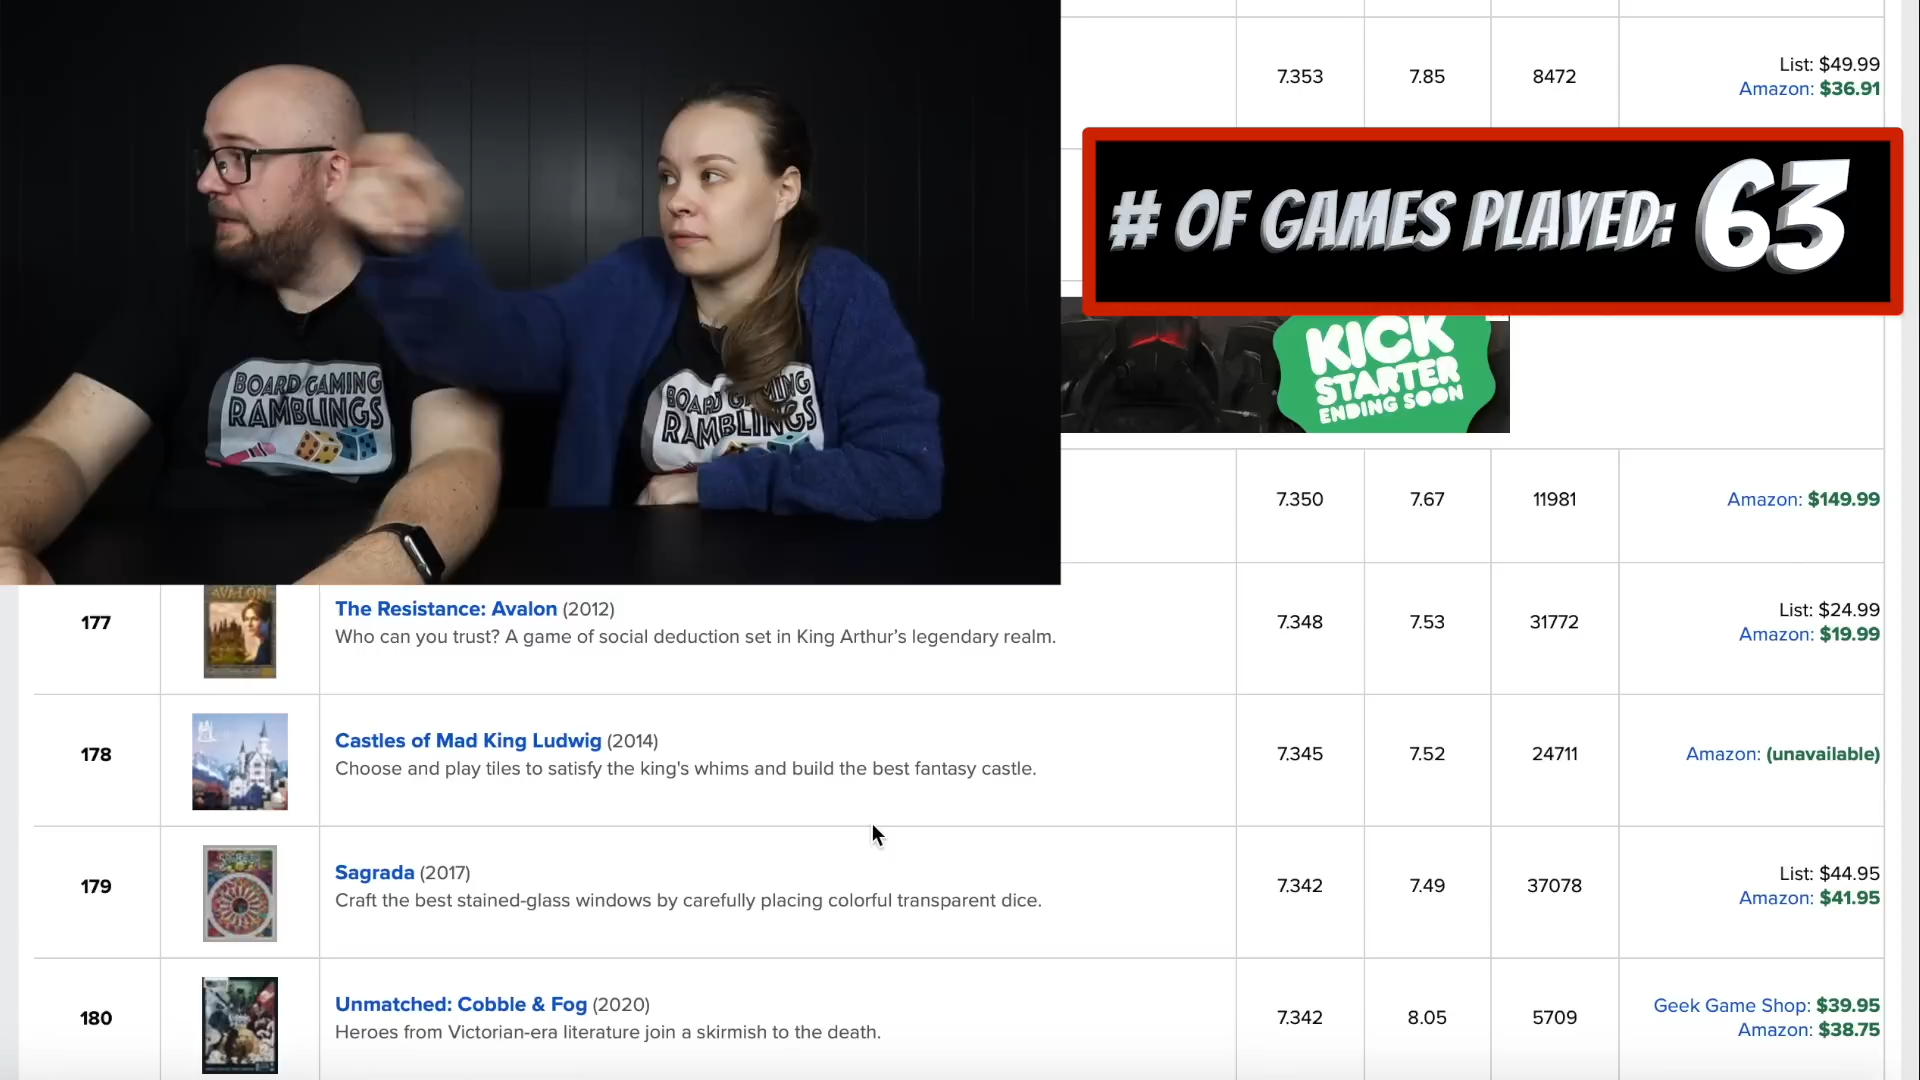 7.353 7.85 8472 List: $49.99
Amazon: $36.91
# OF GAMES PLAYED: 63
KICK
STARTER
ENDING SOON
BOARD GAMING
RAMBLINGS
BOARD GAMING
RAMBLINGS
7.350 7.67 11981 Amazon: $149.99
AVALON
177 The Resistance: Avalon (2012) 7.348 7.53 31772 List: $24.99
Who can you trust? A game of social deduction set in King Arthur’s legendary realm. Amazon: $19.99
178 Castles of Mad King Ludwig (2014) 7.345 7.52 24711 Amazon: (unavailable)
Choose and play tiles to satisfy the king's whims and build the best fantasy castle.
179 Sagrada (2017) 7.342 7.49 37078 List: $44.95
Craft the best stained-glass windows by carefully placing colorful transparent dice. Amazon: $41.95
180 Unmatched: Cobble & Fog (2020) 7.342 8.05 5709 Geek Game Shop: $39.95
Heroes from Victorian-era literature join a skirmish to the death. Amazon: $38.75